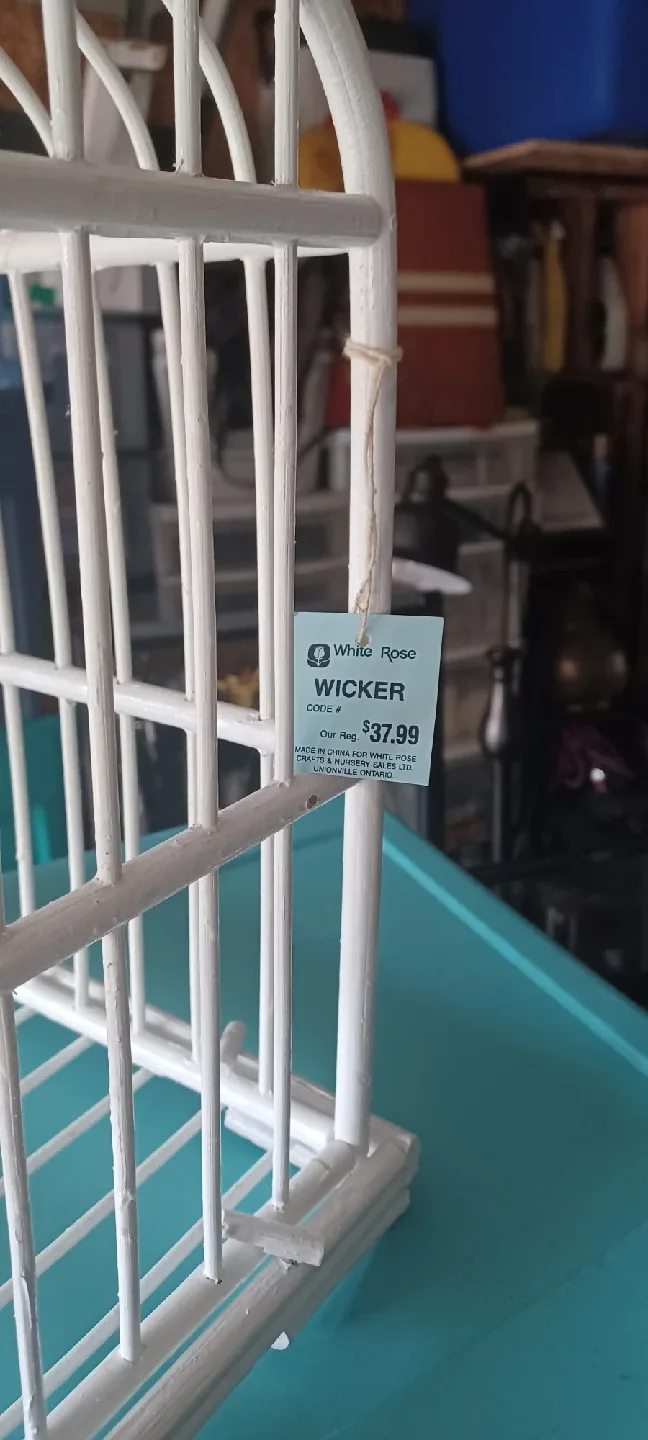 White Rose
WICKER
CODE #
Our Reg. $37.99
MADE IN CHINA FOR WHITE ROSE
CRAFTS & NURSERY SALES LTD.
UNIONVILLE ONTARIO.